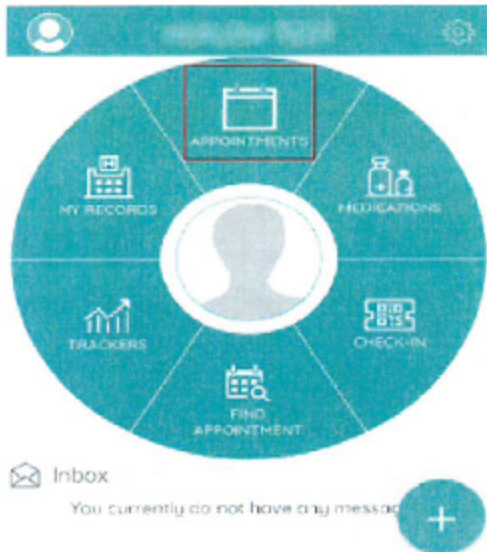 APPOINTMENTS
MY RECORDS
MEDICATIONS
TRACKERS
CHECK-IN
FIND
APPOINTMENT
Inbox
You currently do not have any messag